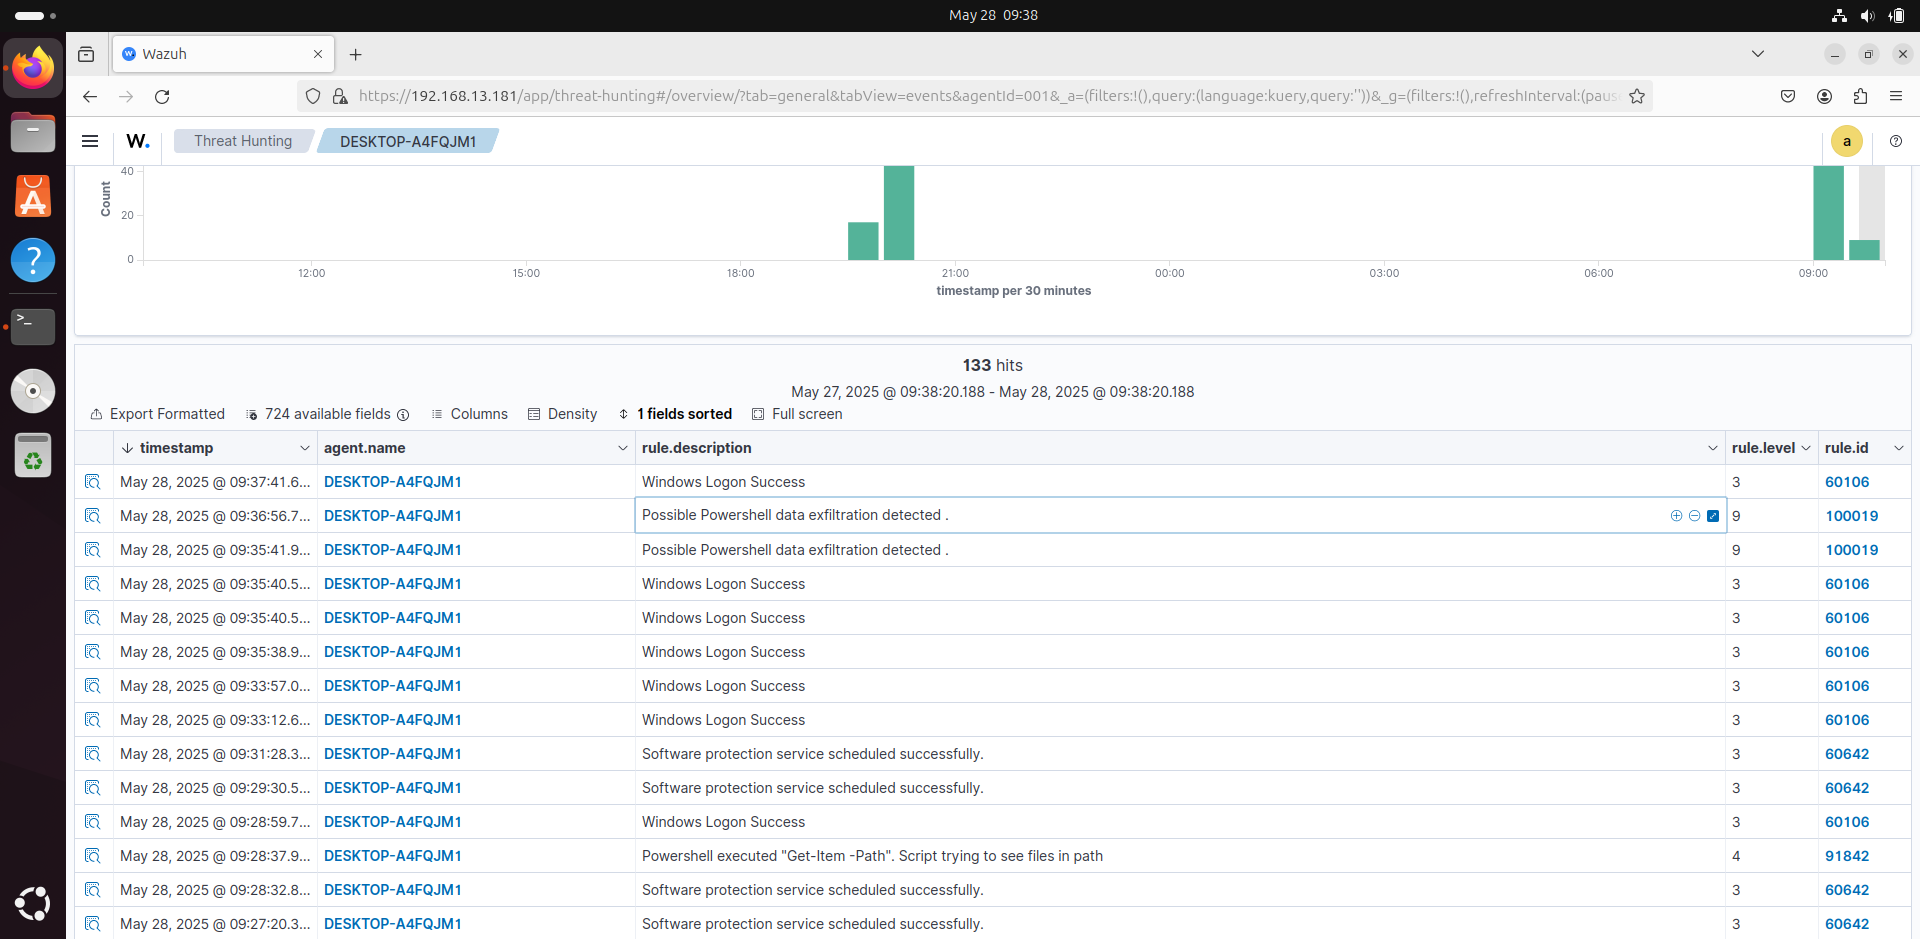 May 28 09:38
Wazuh
https://192.168.13.181/app/threat-hunting#/overview/?tab=general&tabView=events&agentId=001&_a=(filters:!(),query:(language:kuery,query:''))&_g=(filters:!(),refreshInterval:(paus
W. Threat Hunting DESKTOP-A4FQJM1 a
Count
40
20
0
12:00 15:00 18:00 21:00 00:00 03:00 06:00 09:00
timestamp per 30 minutes
133 hits
May 27, 2025 @ 09:38:20.188 - May 28, 2025 @ 09:38:20.188
Export Formatted 724 available fields Columns Density 1 fields sorted Full screen
timestamp agent.name rule.description rule.level rule.id
May 28, 2025 @ 09:37:41.6... DESKTOP-A4FQJM1 Windows Logon Success 3 60106
May 28, 2025 @ 09:36:56.7... DESKTOP-A4FQJM1 Possible Powershell data exfiltration detected . 9 100019
May 28, 2025 @ 09:35:41.9... DESKTOP-A4FQJM1 Possible Powershell data exfiltration detected . 9 100019
May 28, 2025 @ 09:35:40.5... DESKTOP-A4FQJM1 Windows Logon Success 3 60106
May 28, 2025 @ 09:35:40.5... DESKTOP-A4FQJM1 Windows Logon Success 3 60106
May 28, 2025 @ 09:35:38.9... DESKTOP-A4FQJM1 Windows Logon Success 3 60106
May 28, 2025 @ 09:33:57.0... DESKTOP-A4FQJM1 Windows Logon Success 3 60106
May 28, 2025 @ 09:33:12.6... DESKTOP-A4FQJM1 Windows Logon Success 3 60106
May 28, 2025 @ 09:31:28.3... DESKTOP-A4FQJM1 Software protection service scheduled successfully. 3 60642
May 28, 2025 @ 09:29:30.5... DESKTOP-A4FQJM1 Software protection service scheduled successfully. 3 60642
May 28, 2025 @ 09:28:59.7... DESKTOP-A4FQJM1 Windows Logon Success 3 60106
May 28, 2025 @ 09:28:37.9... DESKTOP-A4FQJM1 Powershell executed "Get-Item -Path". Script trying to see files in path 4 91842
May 28, 2025 @ 09:28:32.8... DESKTOP-A4FQJM1 Software protection service scheduled successfully. 3 60642
May 28, 2025 @ 09:27:20.3... DESKTOP-A4FQJM1 Software protection service scheduled successfully. 3 60642